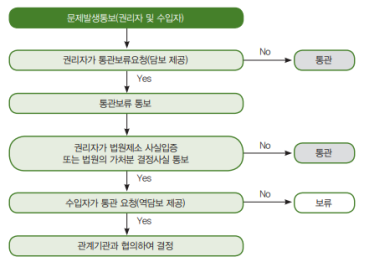 문제발생통보(권리자 및 수입자)
권리자가 통관보류요청(담보 제공)
No
통관
Yes
통관보류 통보
권리자가 법원제소 사실입증
또는 법원의 가처분 결정사실 통보
No
통관
Yes
수입자가 통관 요청(역담보 제공)
No
보류
Yes
관계기관과 협의하여 결정